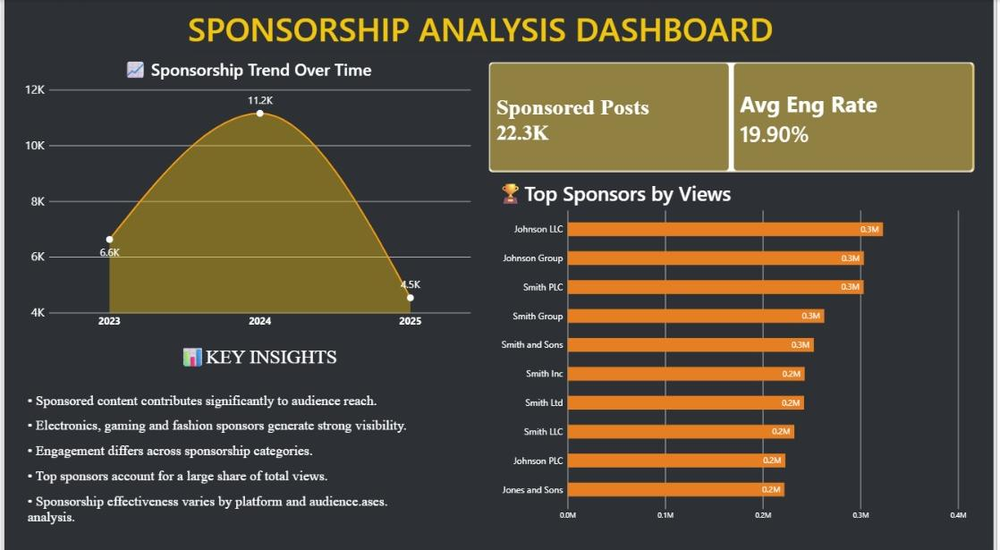 SPONSORSHIP ANALYSIS DASHBOARD
Sponsorship Trend Over Time
12K
11.2K
10K
8K
6.6K
6K
4.5K
4K
2023
2024
2025
Sponsored Posts
22.3K
Avg Eng Rate
19.90%
Top Sponsors by Views
Johnson LLC 0.3M
Johnson Group 0.3M
Smith PLC 0.3M
Smith Group 0.3M
Smith and Sons 0.3M
Smith Inc 0.2M
Smith Ltd 0.2M
Smith LLC 0.2M
Johnson PLC 0.2M
Jones and Sons 0.2M
0.0M 0.1M 0.2M 0.3M 0.4M
KEY INSIGHTS
• Sponsored content contributes significantly to audience reach.
• Electronics, gaming and fashion sponsors generate strong visibility.
• Engagement differs across sponsorship categories.
• Top sponsors account for a large share of total views.
• Sponsorship effectiveness varies by platform and audience.ases.
analysis.